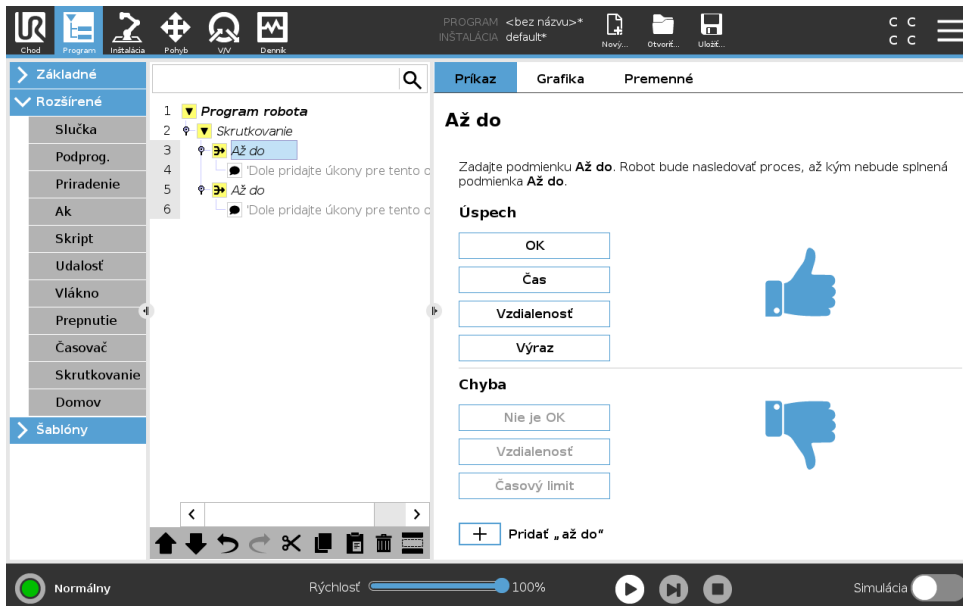 UR
PROGRAM <bez názvu>*
INŠTALÁCIA default*
Chod Program Inštalácia Pohyb V/V Denník Nový... Otvoriť... Uložiť...
C C
C C
Základné
Rozšírené
Slučka
Podprog.
Priradenie
Ak
Skript
Udalosť
Vlákno
Prepnutie
Časovač
Skrutkovanie
Domov
Šablóny
1 Program robota
2 Skrutkovanie
3 Až do
4 'Dole pridajte úkony pre tento o
5 Až do
6 'Dole pridajte úkony pre tento o
Príkaz Grafika Premenné
Až do
Zadajte podmienku Až do. Robot bude nasledovať proces, až kým nebude splnená
podmienka Až do.
Úspech
OK
Čas
Vzdialenosť
Výraz
Chyba
Nie je OK
Vzdialenosť
Časový limit
Pridať „až do“
Normálny
Rýchlosť 100%
Simulácia